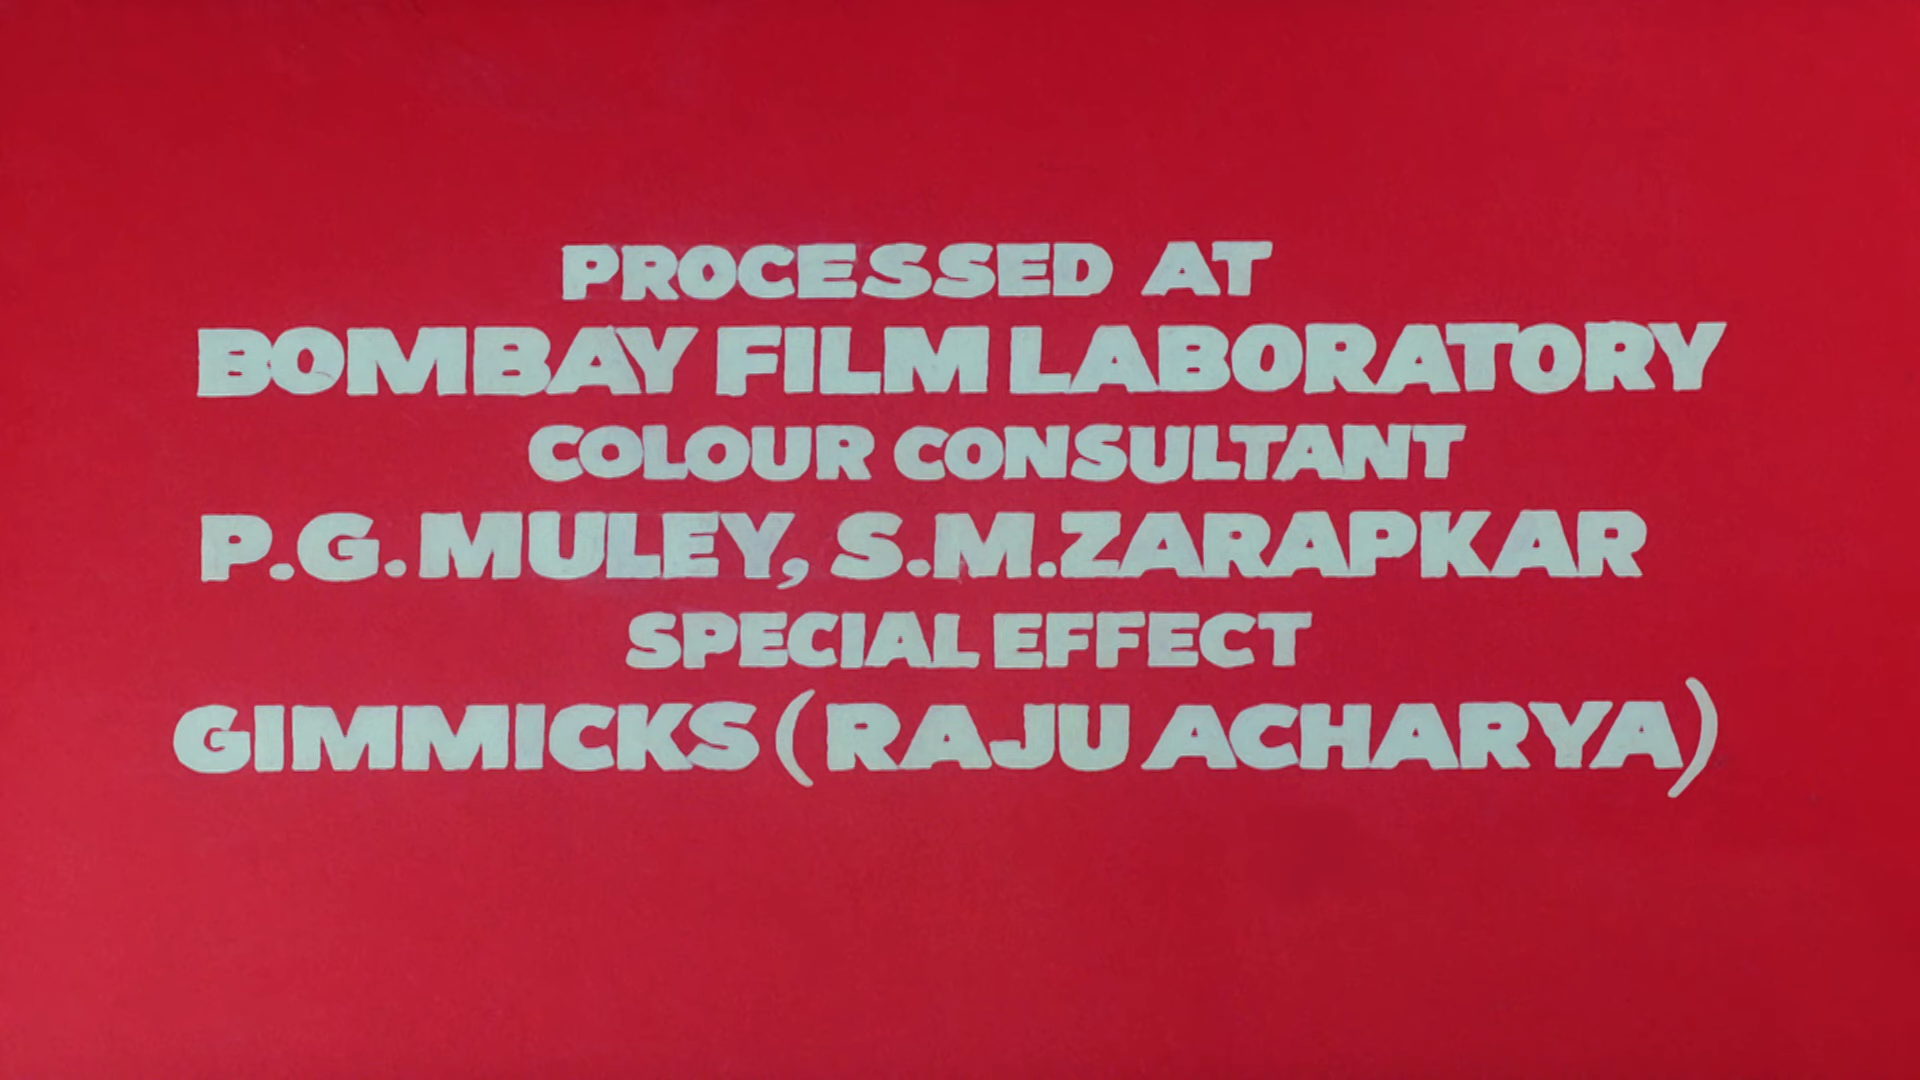 PROCESSED AT
BOMBAY FILM LABORATORY
COLOUR CONSULTANT
P.G. MULEY, S.M. ZARAPKAR
SPECIAL EFFECT
GIMMICKS (RAJU ACHARYA)